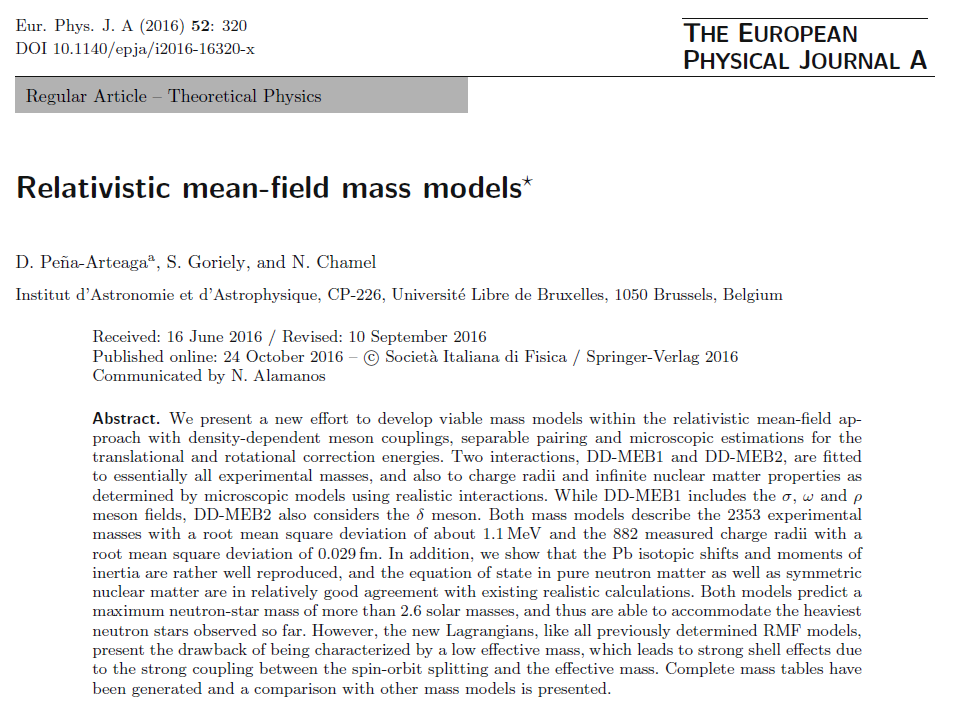 Eur. Phys. J. A (2016) 52: 320
DOI 10.1140/epja/i2016-16320-x
THE EUROPEAN
PHYSICAL JOURNAL A
Regular Article – Theoretical Physics
Relativistic mean-field mass models⋆
D. Peña-Arteagaª, S. Goriely, and N. Chamel
Institut d'Astronomie et d'Astrophysique, CP-226, Université Libre de Bruxelles, 1050 Brussels, Belgium
Received: 16 June 2016 / Revised: 10 September 2016
Published online: 24 October 2016 – © Società Italiana di Fisica / Springer-Verlag 2016
Communicated by N. Alamanos
Abstract. We present a new effort to develop viable mass models within the relativistic mean-field ap-
proach with density-dependent meson couplings, separable pairing and microscopic estimations for the
translational and rotational correction energies. Two interactions, DD-MEB1 and DD-MEB2, are fitted
to essentially all experimental masses, and also to charge radii and infinite nuclear matter properties as
determined by microscopic models using realistic interactions. While DD-MEB1 includes the σ, ω and ρ
meson fields, DD-MEB2 also considers the δ meson. Both mass models describe the 2353 experimental
masses with a root mean square deviation of about 1.1 MeV and the 882 measured charge radii with a
root mean square deviation of 0.029 fm. In addition, we show that the Pb isotopic shifts and moments of
inertia are rather well reproduced, and the equation of state in pure neutron matter as well as symmetric
nuclear matter are in relatively good agreement with existing realistic calculations. Both models predict a
maximum neutron-star mass of more than 2.6 solar masses, and thus are able to accommodate the heaviest
neutron stars observed so far. However, the new Lagrangians, like all previously determined RMF models,
present the drawback of being characterized by a low effective mass, which leads to strong shell effects due
to the strong coupling between the spin-orbit splitting and the effective mass. Complete mass tables have
been generated and a comparison with other mass models is presented.